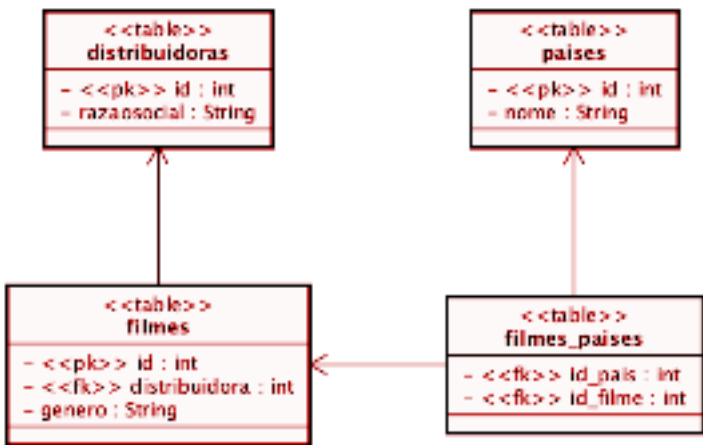 <<table>>
distribuidoras
- <<pk>> id : int
- razaosocial : String
<<table>>
paises
- <<pk>> id : int
- nome : String
<<table>>
filmes
- <<pk>> id : int
- <<fk>> distribuidora : int
- genero : String
<<table>>
filmes_paises
- <<fk>> id_pais : int
- <<fk>> id_filme : int